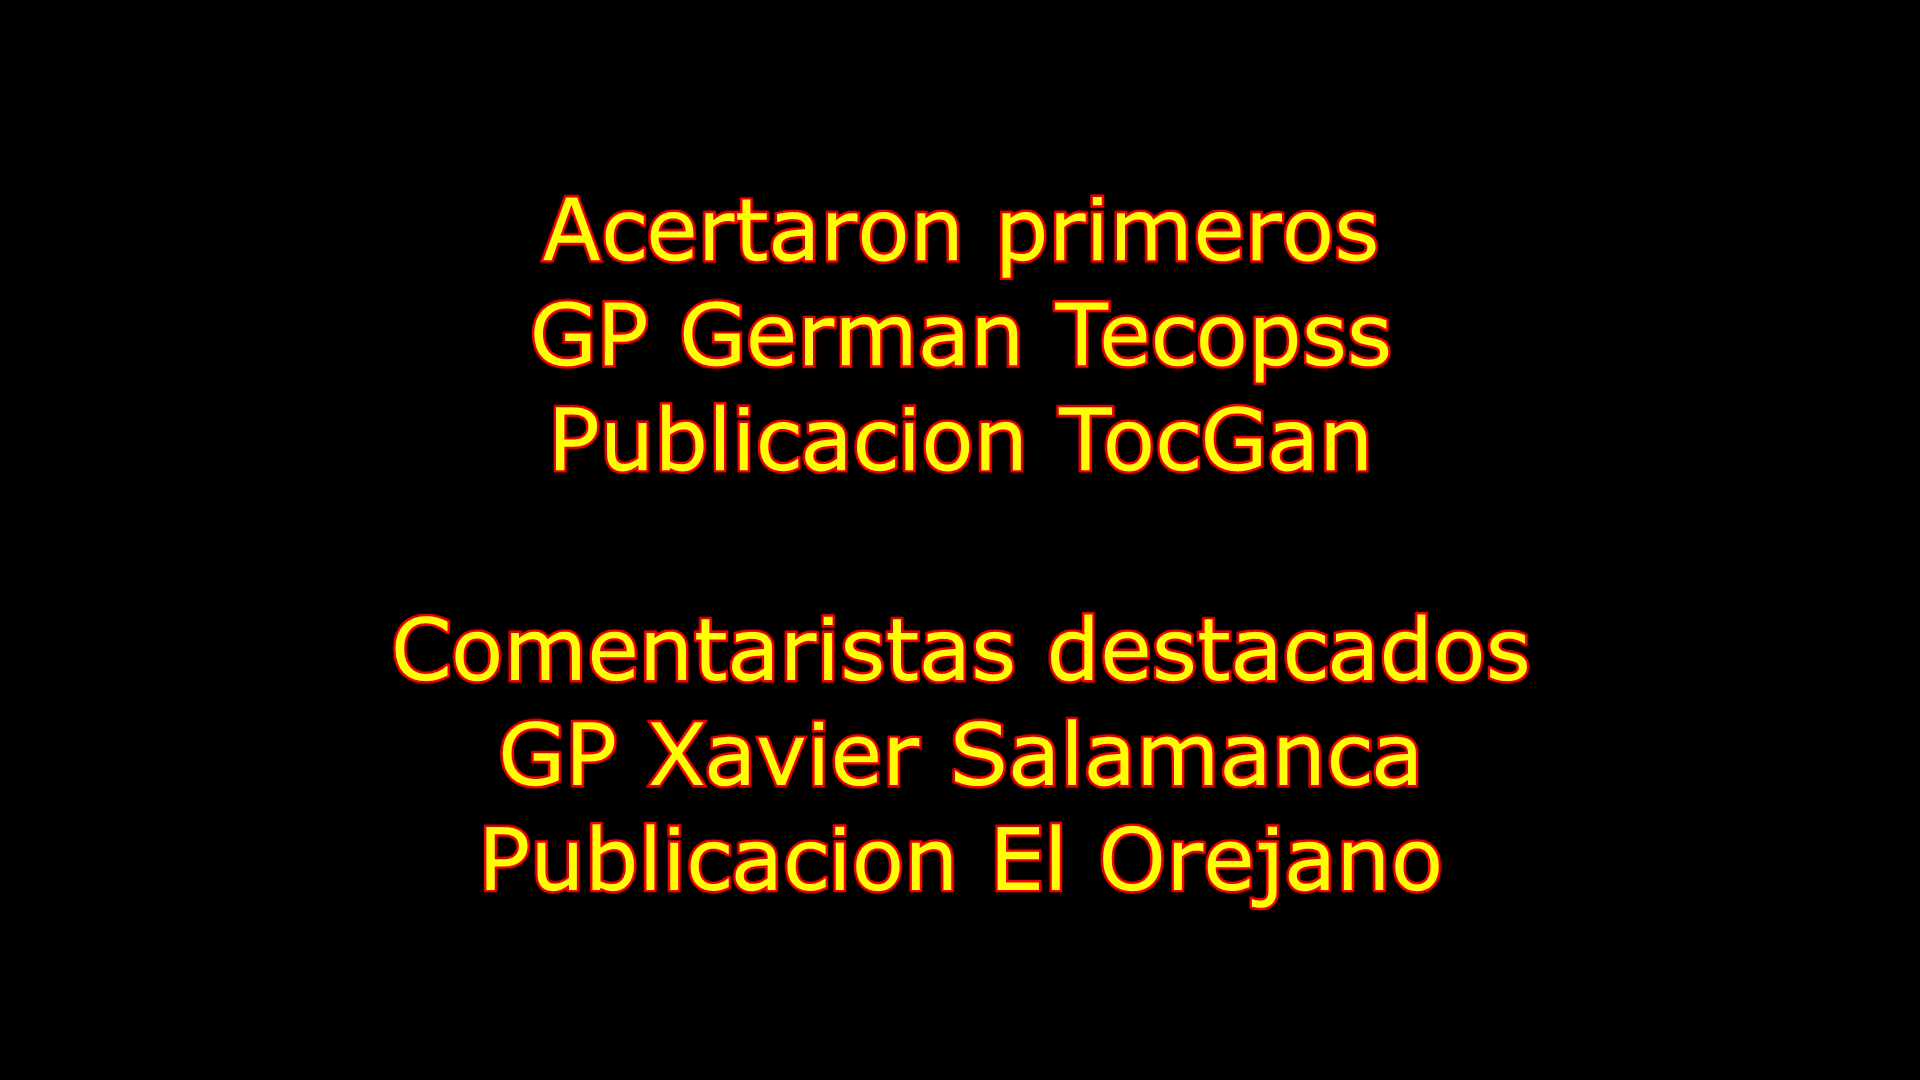 Acertaron primeros
GP German Tecopss
Publicacion TocGan
Comentaristas destacados
GP Xavier Salamanca
Publicacion El Orejano